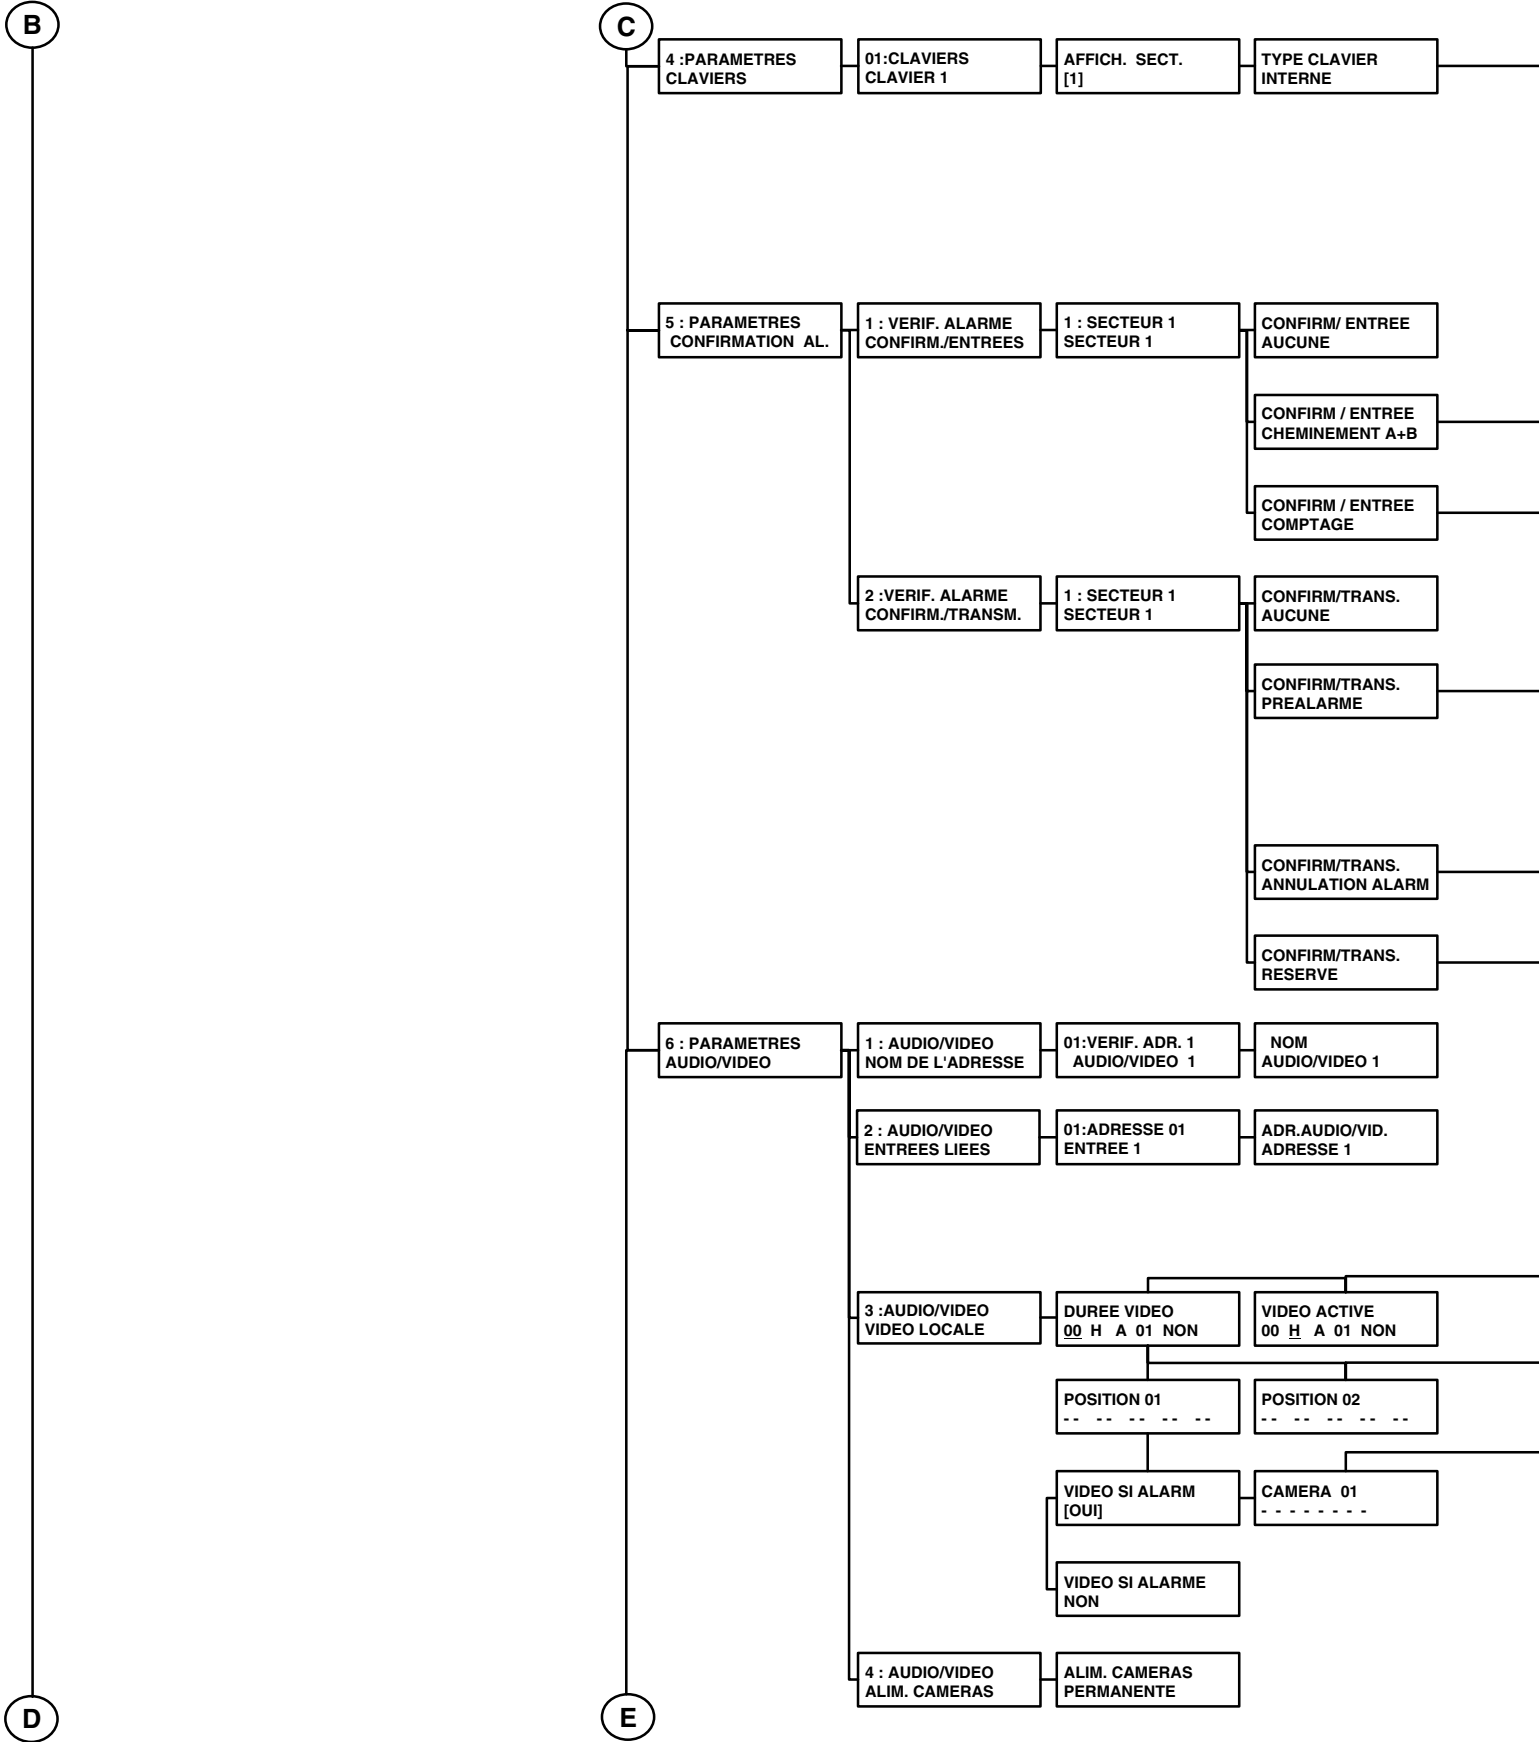 B
C
4 :PARAMETRES
CLAVIERS
01:CLAVIERS
CLAVIER 1
AFFICH. SECT.
[1]
TYPE CLAVIER
INTERNE
5 : PARAMETRES
CONFIRMATION AL.
1 : VERIF. ALARME
CONFIRM./ENTREES
1 : SECTEUR 1
SECTEUR 1
CONFIRM/ ENTREE
AUCUNE
CONFIRM / ENTREE
CHEMINEMENT A+B
CONFIRM / ENTREE
COMPTAGE
2 :VERIF. ALARME
CONFIRM./TRANSM.
1 : SECTEUR 1
SECTEUR 1
CONFIRM/TRANS.
AUCUNE
CONFIRM/TRANS.
PREALARME
CONFIRM/TRANS.
ANNULATION ALARM
CONFIRM/TRANS.
RESERVE
6 : PARAMETRES
AUDIO/VIDEO
1 : AUDIO/VIDEO
NOM DE L'ADRESSE
01:VERIF. ADR. 1
AUDIO/VIDEO 1
NOM
AUDIO/VIDEO 1
2 : AUDIO/VIDEO
ENTREES LIEES
01:ADRESSE 01
ENTREE 1
ADR.AUDIO/VID.
ADRESSE 1
3 :AUDIO/VIDEO
VIDEO LOCALE
DUREE VIDEO
00 H A 01 NON
VIDEO ACTIVE
00 H A 01 NON
POSITION 01
-- -- -- -- --
POSITION 02
-- -- -- -- --
VIDEO SI ALARM
[OUI]
CAMERA 01
- - - - - - - -
VIDEO SI ALARME
NON
4 : AUDIO/VIDEO
ALIM. CAMERAS
ALIM. CAMERAS
PERMANENTE
D
E